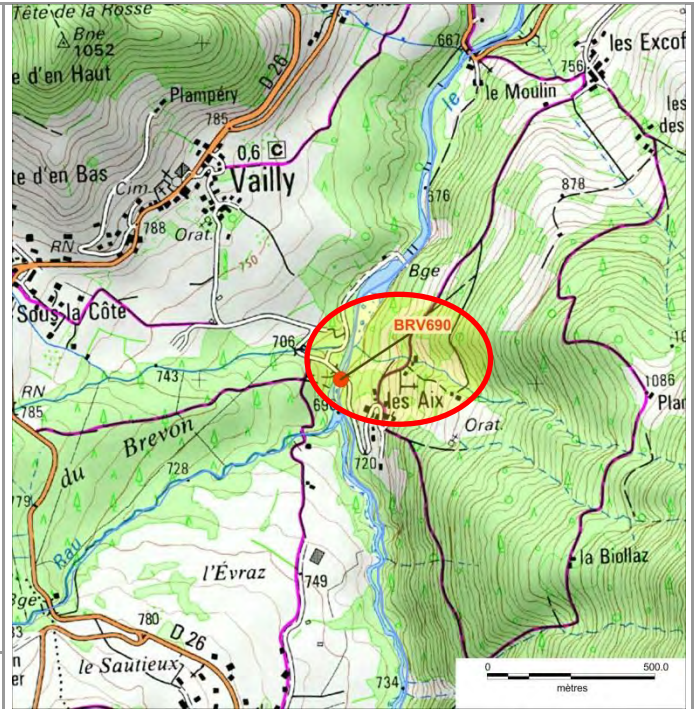 Tête de la Rosse
Bne
1052
667
les Excof
e d'en Haut
D 26
756
Plampéry
le Moulin
le
785
les
des
0,6 C
te d'en Bas
Vailly
676
878
Cim.
788
Orat.
750
RN
Bge
Sous-la Côte
BRV690
706
743
RN
1086
785
les Aix
Plan
Brevon
Orat.
du
728
720
779
Rau
la Biollaz
l'Évraz
749
Bge
780
D 26
le Sautieux
734
0 500.0
mètres